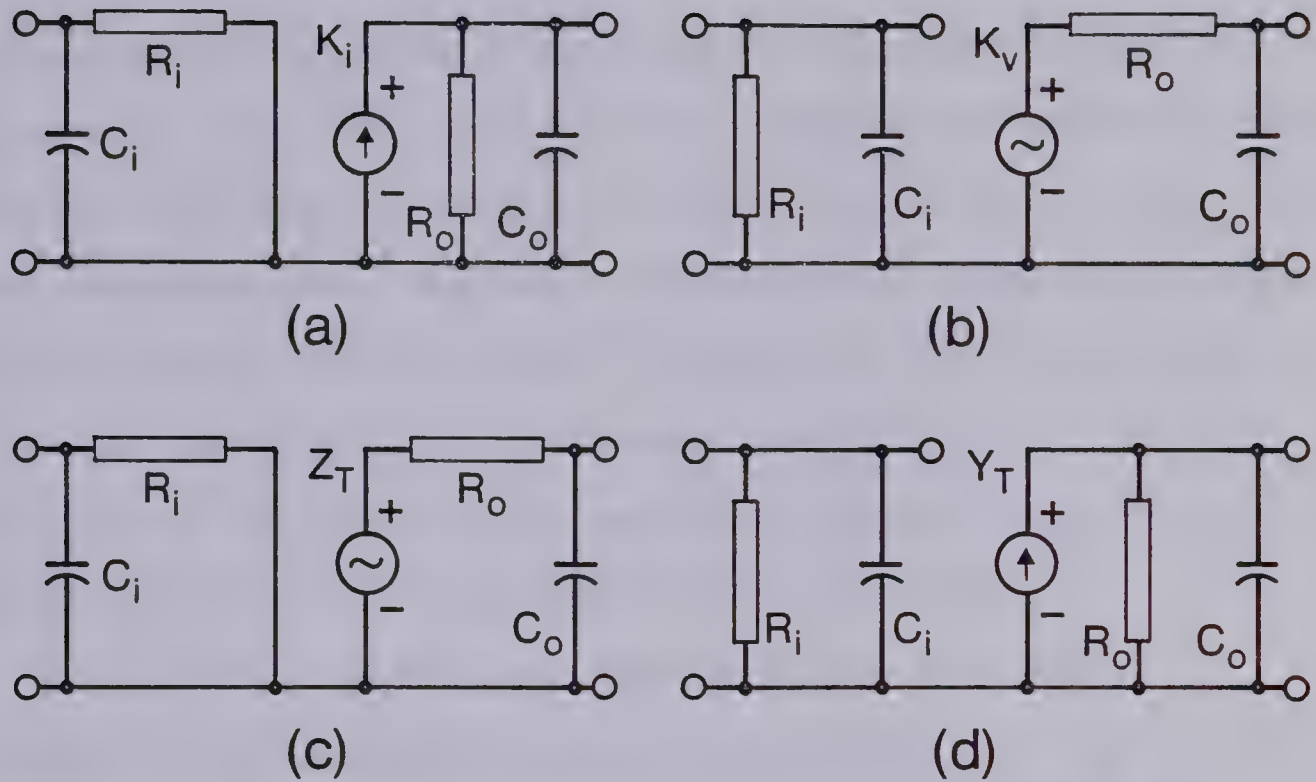 R_i
K_i
+
C_i
−
R_o
C_o
(a)
K_v
R_o
+
∼
−
R_i
C_i
C_o
(b)
R_i
Z_T
R_o
+
∼
C_i
−
C_o
(c)
Y_T
+
−
R_i
C_i
R_o
C_o
(d)